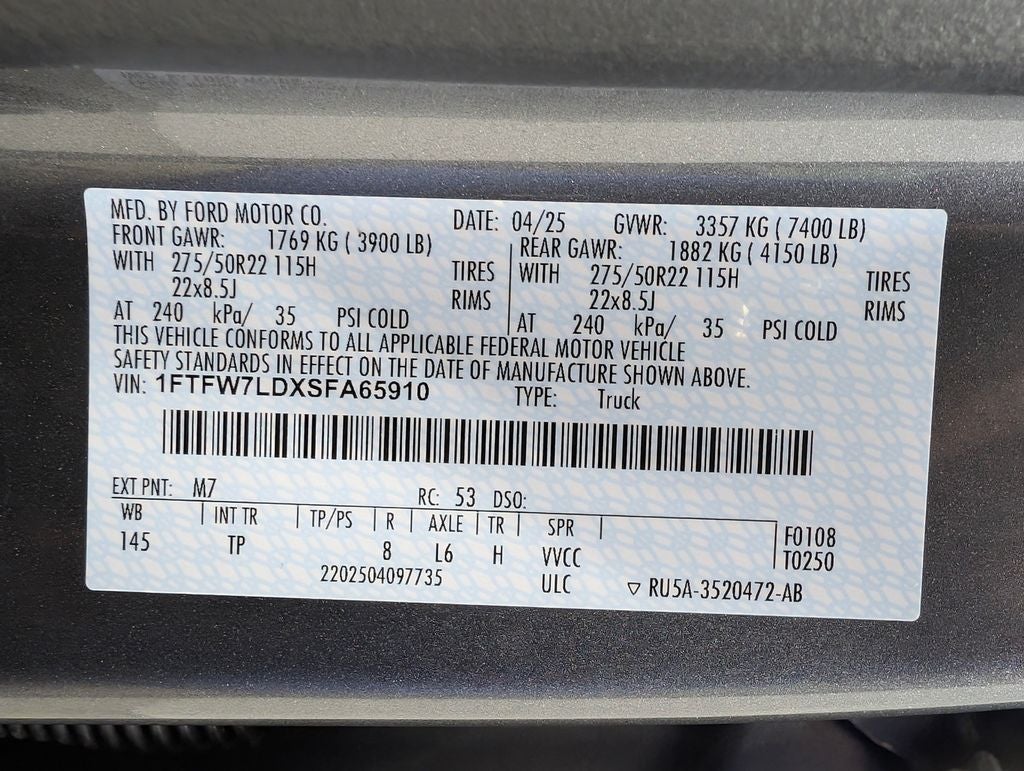 MFD. BY FORD MOTOR CO. DATE: 04/25 GVWR: 3357 KG ( 7400 LB)
FRONT GAWR: 1769 KG ( 3900 LB) REAR GAWR: 1882 KG ( 4150 LB)
WITH 275/50R22 115H TIRES WITH 275/50R22 115H TIRES
22x8.5J RIMS 22x8.5J RIMS
AT 240 kPa/ 35 PSI COLD AT 240 kPa/ 35 PSI COLD
THIS VEHICLE CONFORMS TO ALL APPLICABLE FEDERAL MOTOR VEHICLE
SAFETY STANDARDS IN EFFECT ON THE DATE OF MANUFACTURE SHOWN ABOVE.
VIN: 1FTFW7LDXSFA65910 TYPE: Truck
EXT PNT: M7 RC: 53 DSO:
WB INT TR TP/PS R AXLE TR SPR F0108
145 TP 8 L6 H VVCC T0250
2202504097735 ULC ▽ RU5A-3520472-AB